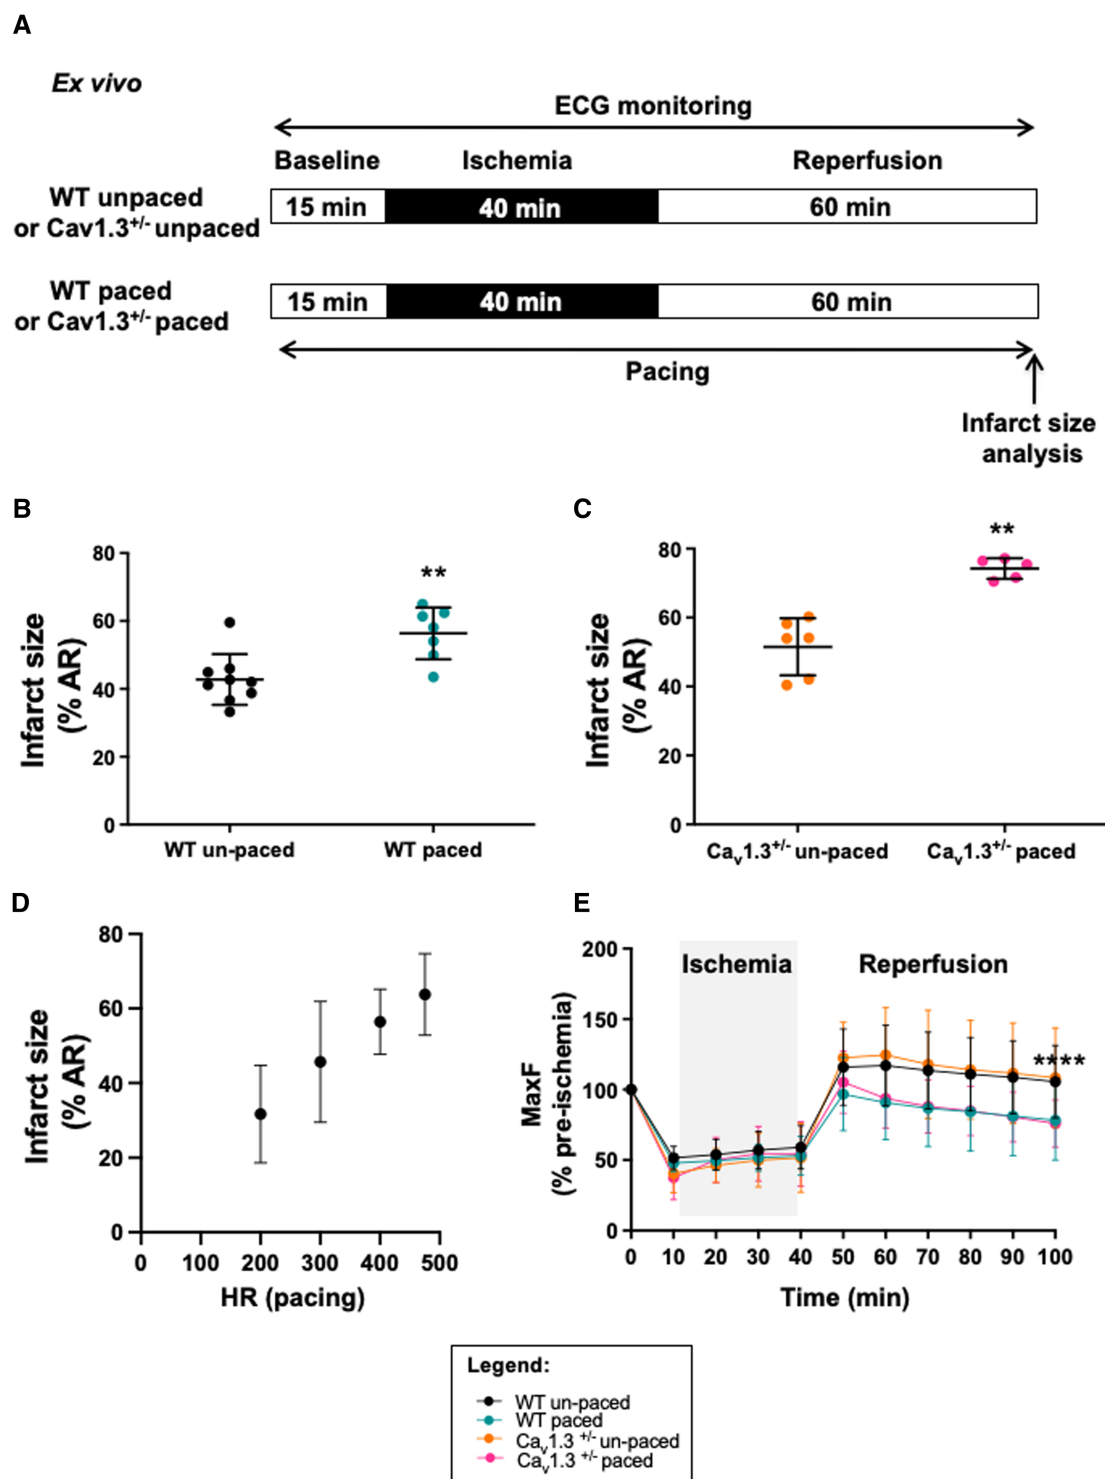 A
Ex vivo
ECG monitoring
Baseline Ischemia Reperfusion
WT unpaced
or Cav1.3+/- unpaced
15 min 40 min 60 min
WT paced
or Cav1.3+/- paced
15 min 40 min 60 min
Pacing
Infarct size
analysis
B
Infarct size
(% AR)
80
60
40
20
0
**
WT un-paced WT paced
C
Infarct size
(% AR)
80
60
40
20
0
**
Cav1.3+/- un-paced Cav1.3+/- paced
D
Infarct size
(% AR)
80
60
40
20
0
0 100 200 300 400 500
HR (pacing)
E
MaxF
(% pre-ischemia)
200
150
100
50
0
Ischemia Reperfusion
****
0 10 20 30 40 50 60 70 80 90 100
Time (min)
Legend:
WT un-paced
WT paced
Cav1.3 +/- un-paced
Cav1.3 +/- paced